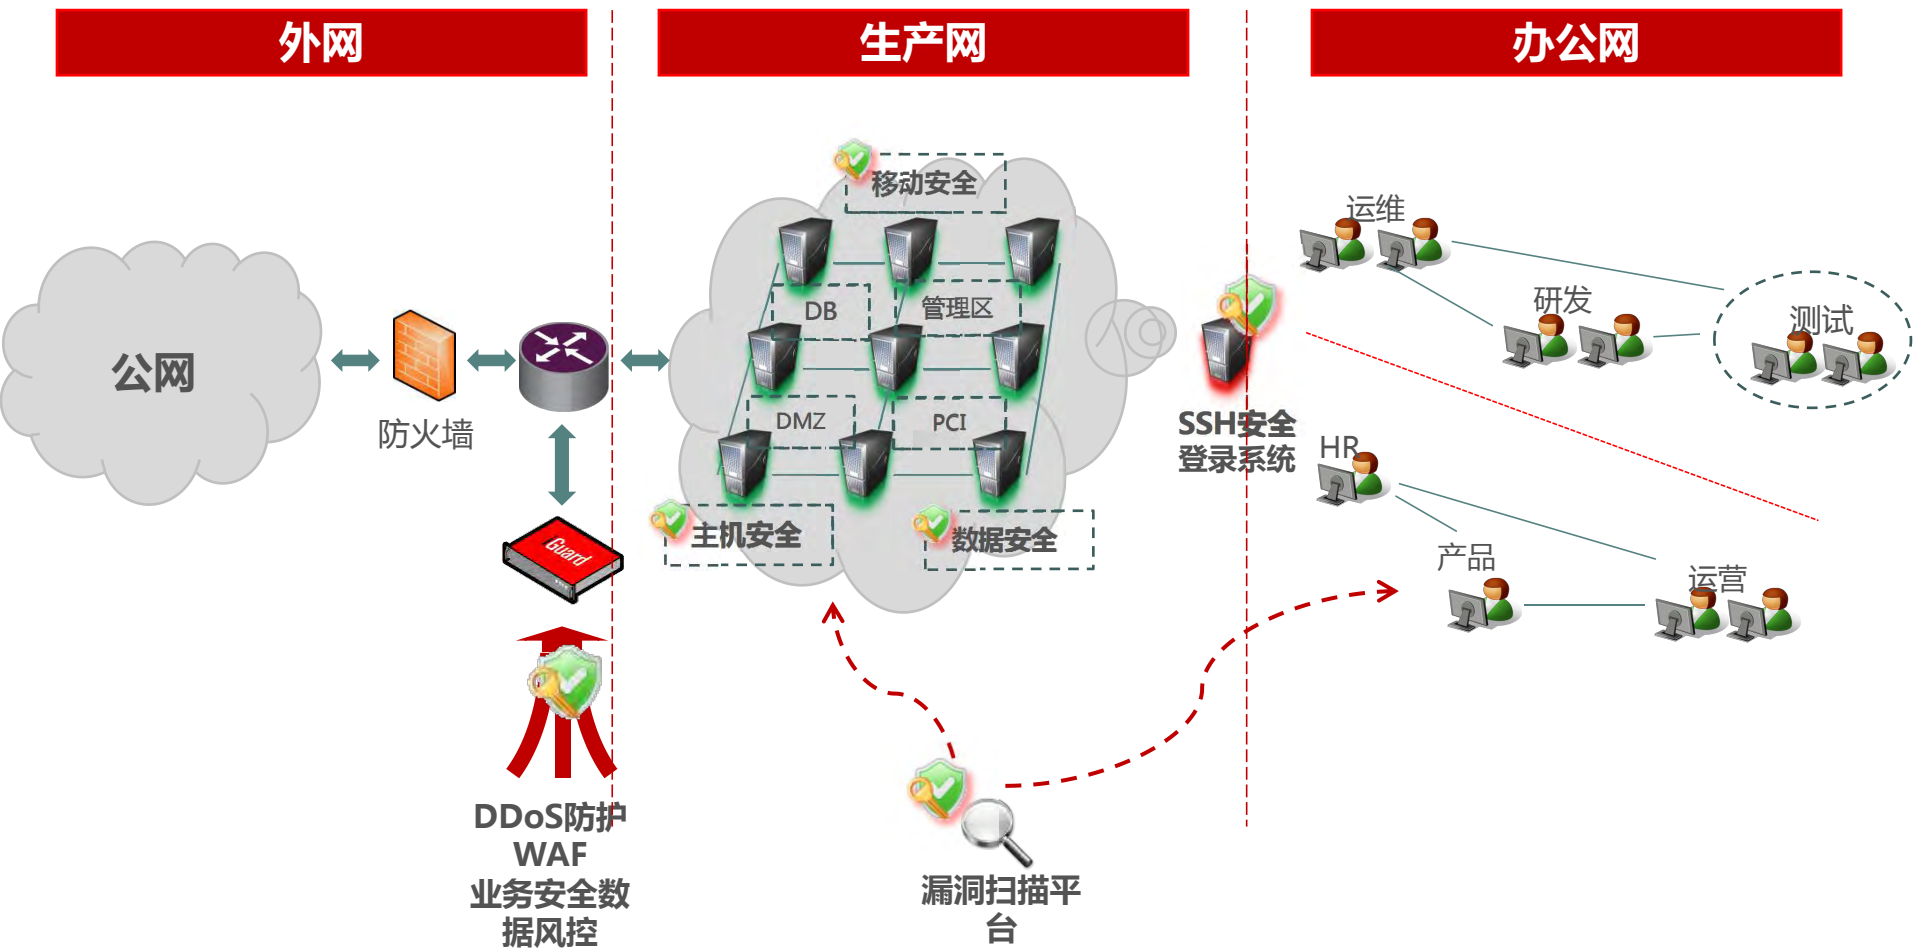 外网
生产网
办公网
公网
防火墙
iGuard
DDoS防护
WAF
业务安全数
据风控
移动安全
DB
管理区
DMZ
PCI
主机安全
数据安全
漏洞扫描平
台
SSH安全
登录系统
运维
研发
测试
HR
产品
运营